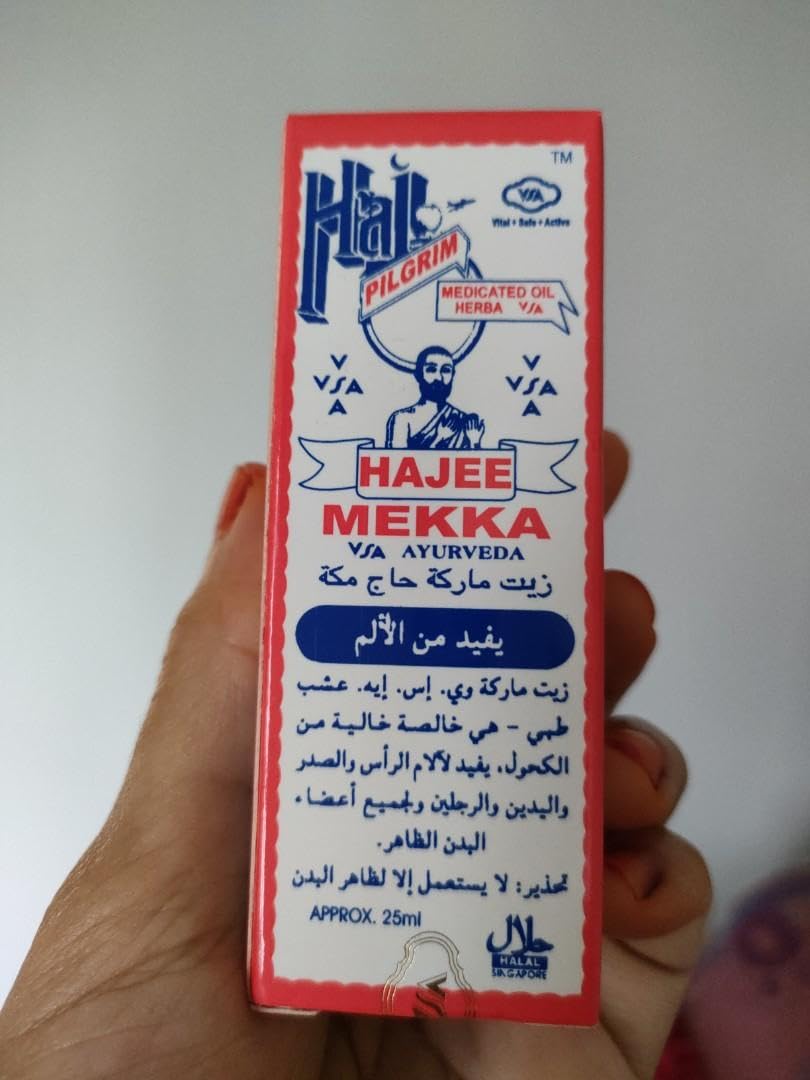 TM
Haj
VSA
Vital • Safe • Active
PILGRIM
MEDICATED OIL
HERBA VSA
V
VSA
A
V
VSA
A
HAJEE
MEKKA
VSA AYURVEDA
زيت ماركة حاج مكة
يفيد من الألم
زيت ماركة وي. إس. إيه. عشب
طبي - هي خالصة خالية من
الكحول. يفيد لآلام الرأس والصدر
واليدين والرجلين ولجميع أعضاء
البدن الظاهر.
تحذير: لا يستعمل إلا لظاهر البدن
APPROX. 25ml
حلال
HALAL
SINGAPORE
VSA